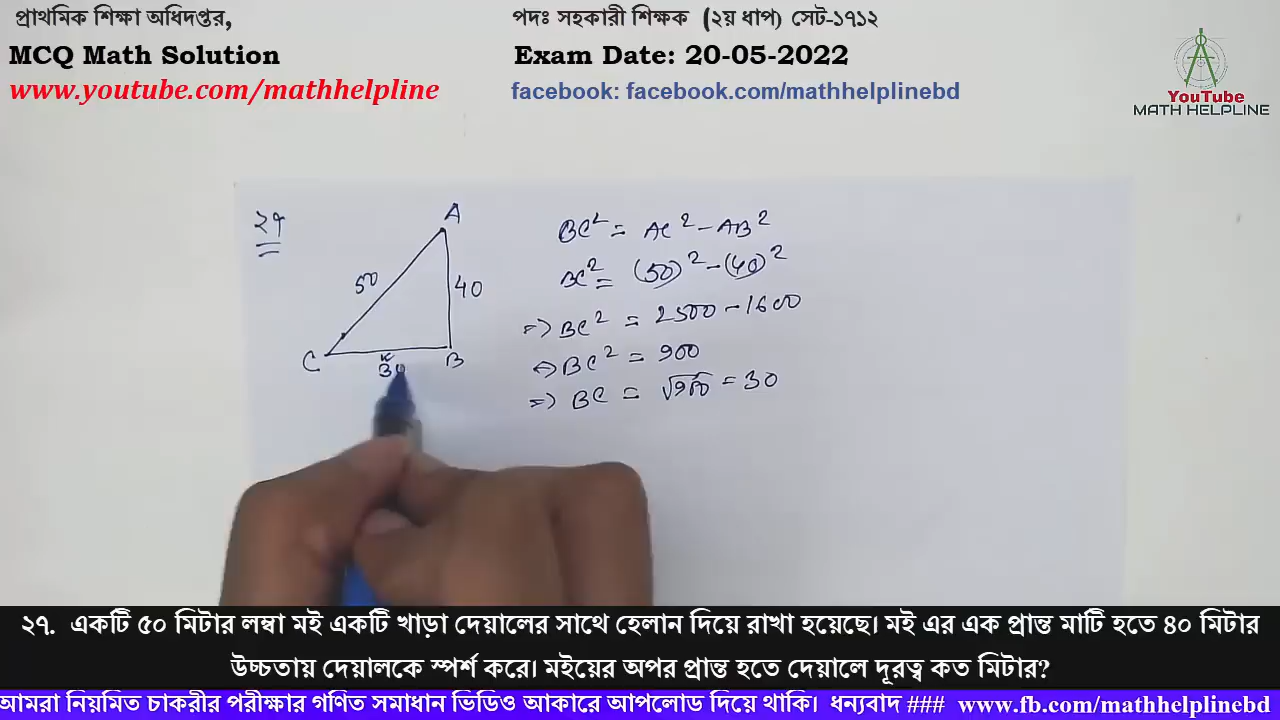 প্রাথমিক শিক্ষা অধিদপ্তর,
পদঃ সহকারী শিক্ষক (২য় ধাপ) সেট-১৭১২
MCQ Math Solution
Exam Date: 20-05-2022
www.youtube.com/mathhelpline
facebook: facebook.com/mathhelplinebd
YouTube
MATH HELPLINE
২৭
A
50
40
C
B
30
BC² = AC² - AB²
BC² = (50)² - (40)²
=> BC² = 2500 - 1600
=> BC² = 900
=> BC = √900 = 30
২৭. একটি ৫০ মিটার লম্বা মই একটি খাড়া দেয়ালের সাথে হেলান দিয়ে রাখা হয়েছে। মই এর এক প্রান্ত মাটি হতে ৪০ মিটার
উচ্চতায় দেয়ালকে স্পর্শ করে। মইয়ের অপর প্রান্ত হতে দেয়ালে দূরত্ব কত মিটার?
আমরা নিয়মিত চাকরীর পরীক্ষার গণিত সমাধান ভিডিও আকারে আপলোড দিয়ে থাকি। ধন্যবাদ ### www.fb.com/mathhelplinebd